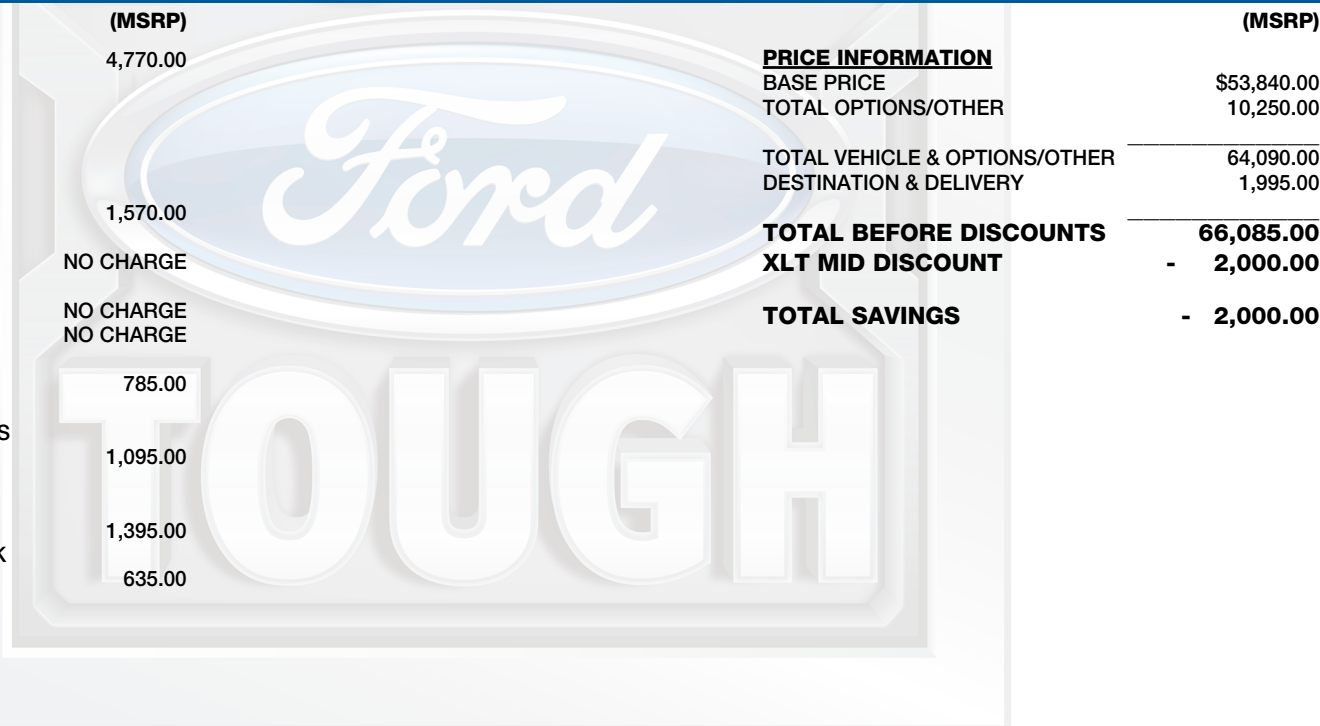 (MSRP)
4,770.00
1,570.00
NO CHARGE
NO CHARGE
NO CHARGE
785.00
S
1,095.00
1,395.00
K
635.00
Ford
TOUGH
(MSRP)
PRICE INFORMATION
BASE PRICE $53,840.00
TOTAL OPTIONS/OTHER 10,250.00
TOTAL VEHICLE & OPTIONS/OTHER 64,090.00
DESTINATION & DELIVERY 1,995.00
TOTAL BEFORE DISCOUNTS 66,085.00
XLT MID DISCOUNT - 2,000.00
TOTAL SAVINGS - 2,000.00